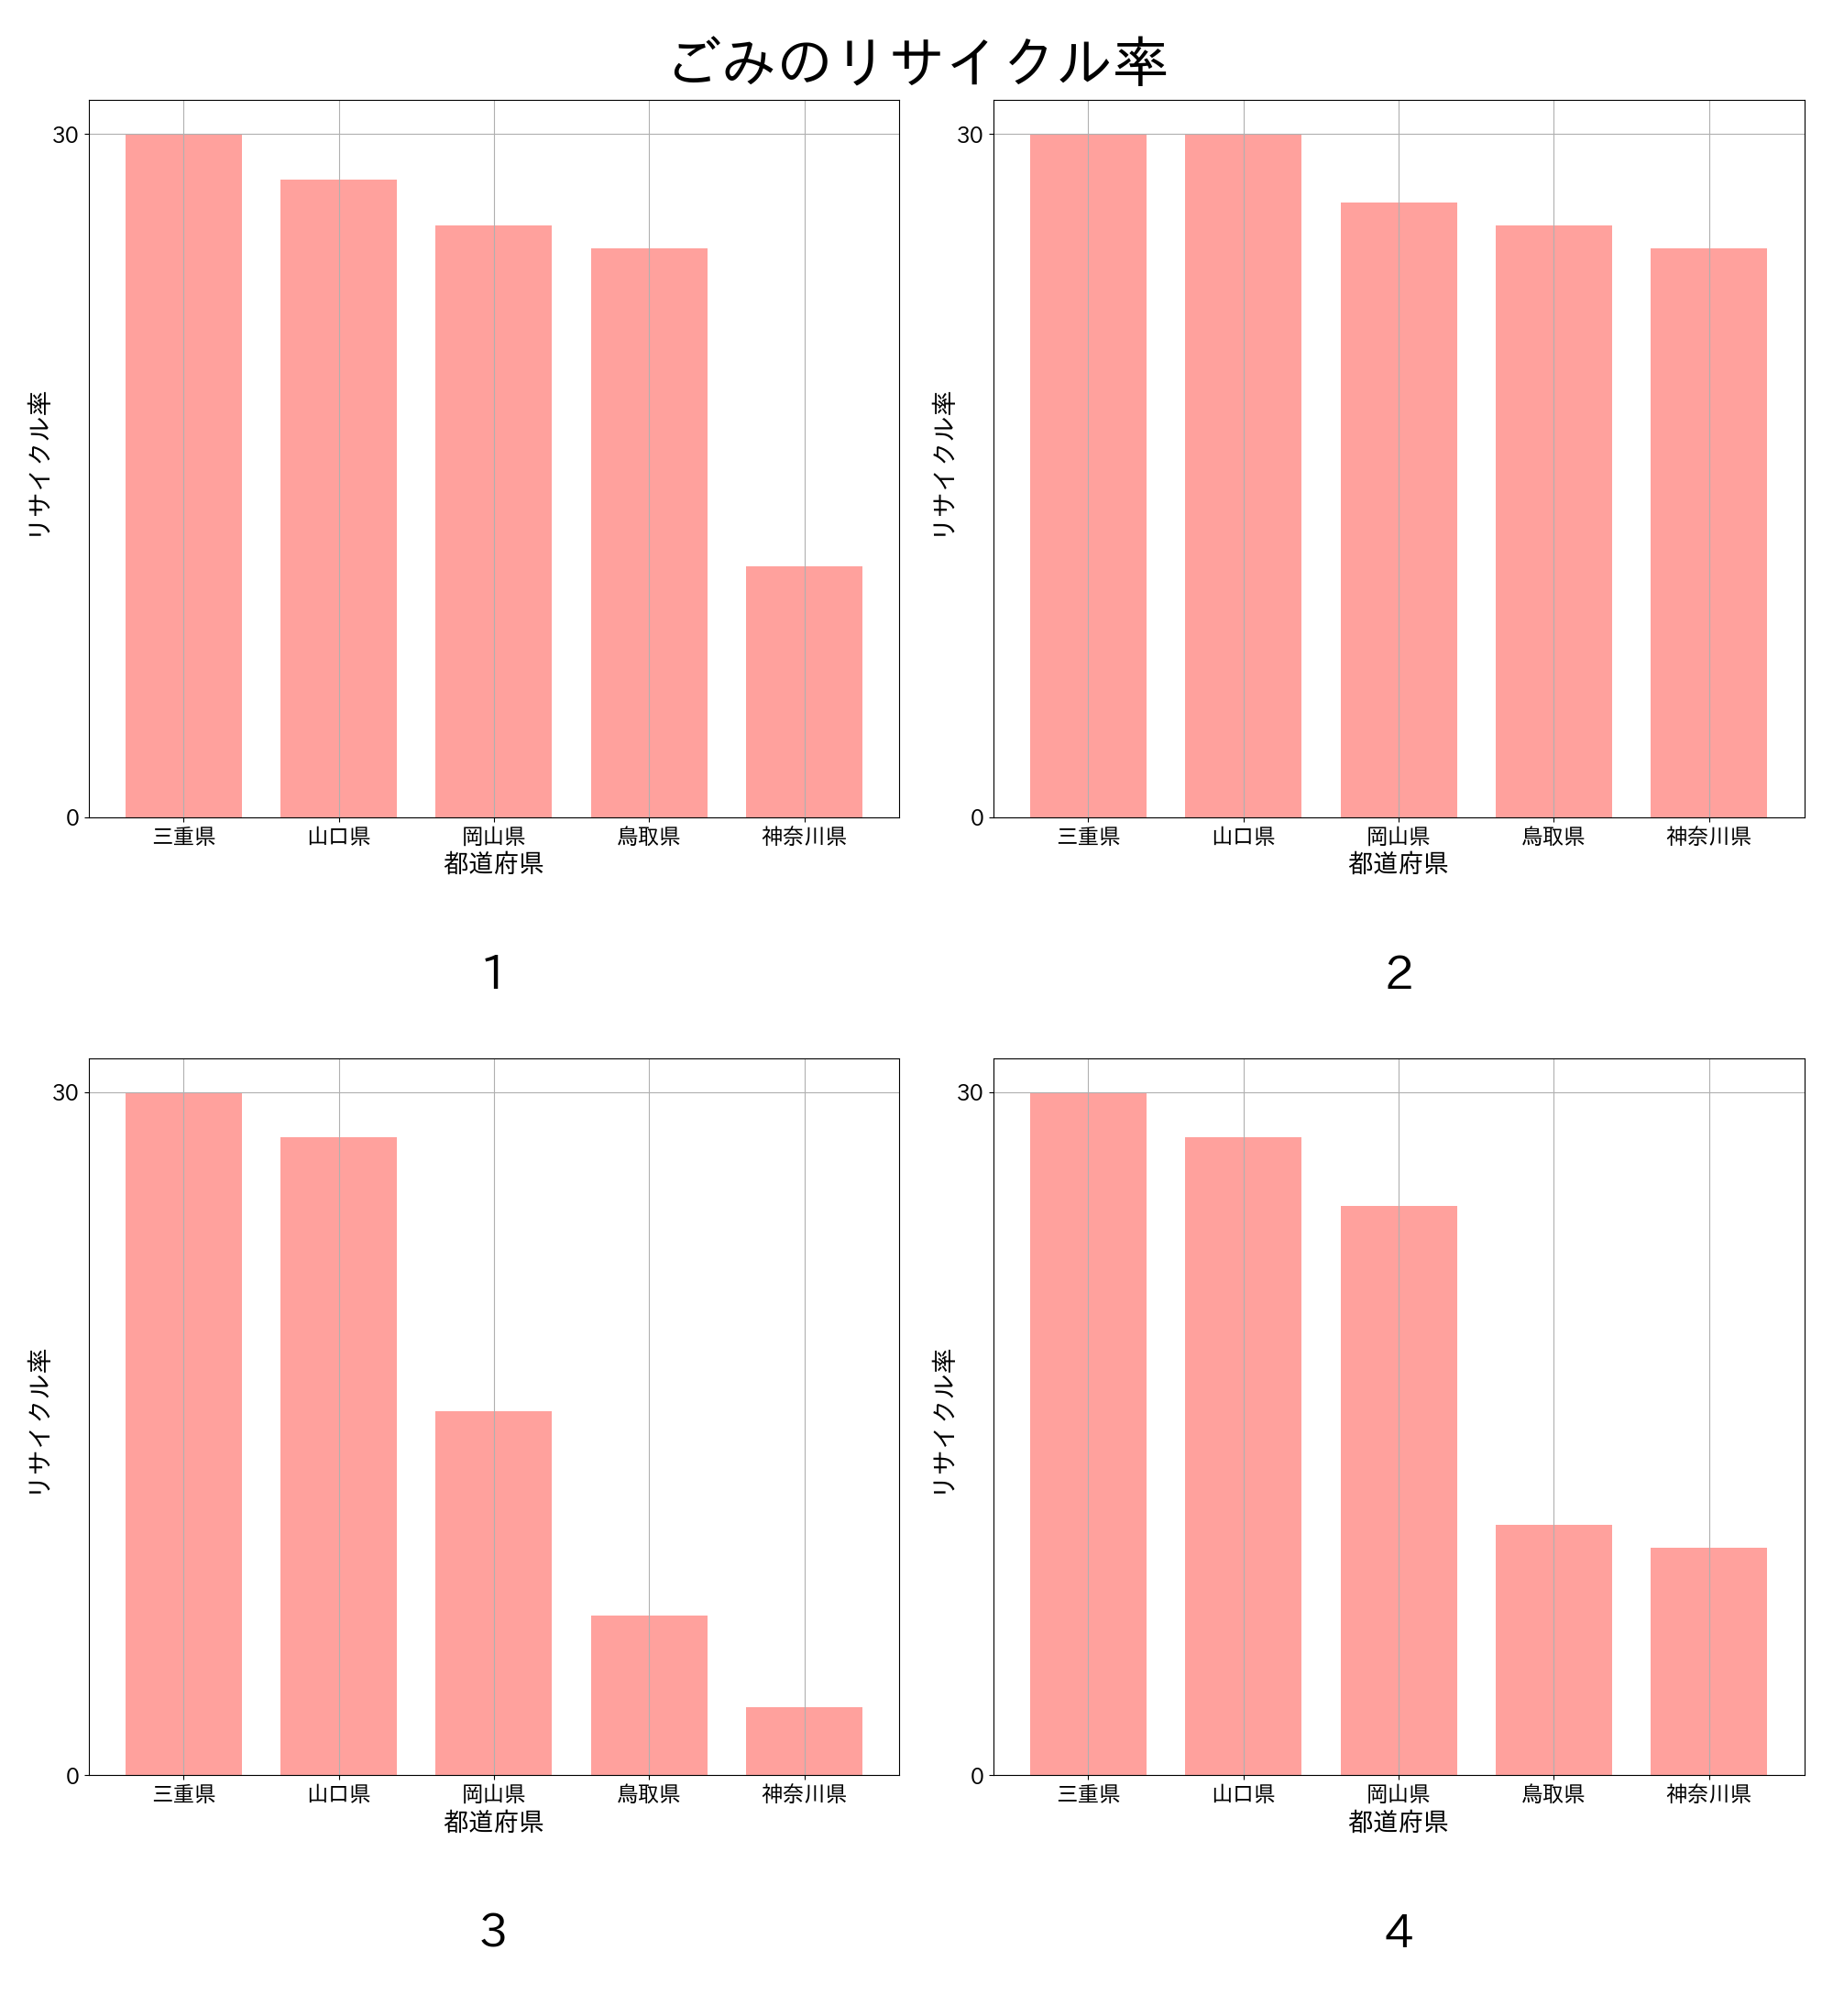 ごみのリサイクル率
30
0
リサイクル率
三重県 山口県 岡山県 鳥取県 神奈川県
都道府県
1
30
0
リサイクル率
三重県 山口県 岡山県 鳥取県 神奈川県
都道府県
2
30
0
リサイクル率
三重県 山口県 岡山県 鳥取県 神奈川県
都道府県
3
30
0
リサイクル率
三重県 山口県 岡山県 鳥取県 神奈川県
都道府県
4